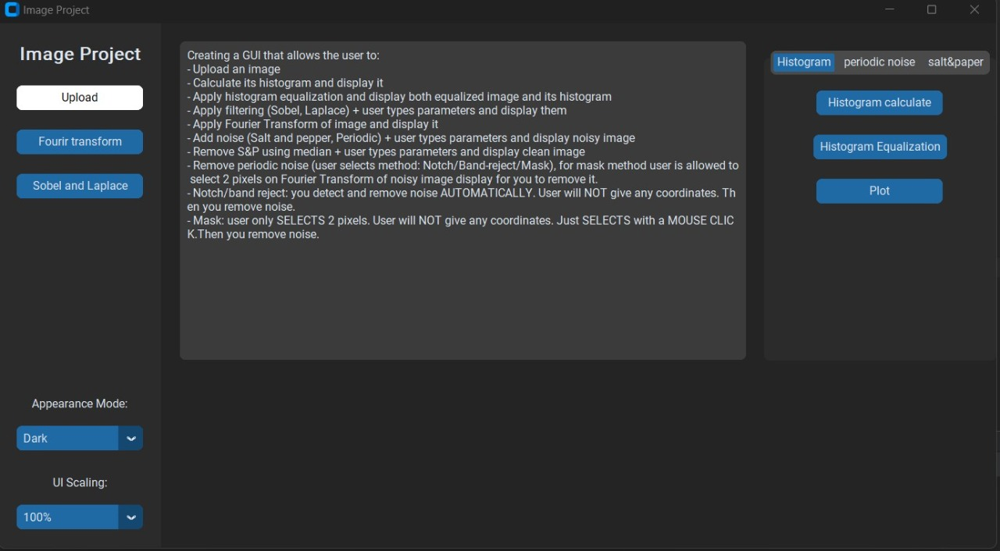 Image Project
Image Project
Upload
Fourir transform
Sobel and Laplace
Appearance Mode:
Dark
UI Scaling:
100%
Creating a GUI that allows the user to:
- Upload an image
- Calculate its histogram and display it
- Apply histogram equalization and display both equalized image and its histogram
- Apply filtering (Sobel, Laplace) + user types parameters and display them
- Apply Fourier Transform of image and display it
- Add noise (Salt and pepper, Periodic) + user types parameters and display noisy image
- Remove S&P using median + user types parameters and display clean image
- Remove periodic noise (user selects method: Notch/Band-reject/Mask), for mask method user is allowed to
select 2 pixels on Fourier Transform of noisy image display for you to remove it.
- Notch/band reject: you detect and remove noise AUTOMATICALLY. User will NOT give any coordinates. Th
en you remove noise.
- Mask: user only SELECTS 2 pixels. User will NOT give any coordinates. Just SELECTS with a MOUSE CLIC
K.Then you remove noise.
Histogram periodic noise salt&paper
Histogram calculate
Histogram Equalization
Plot